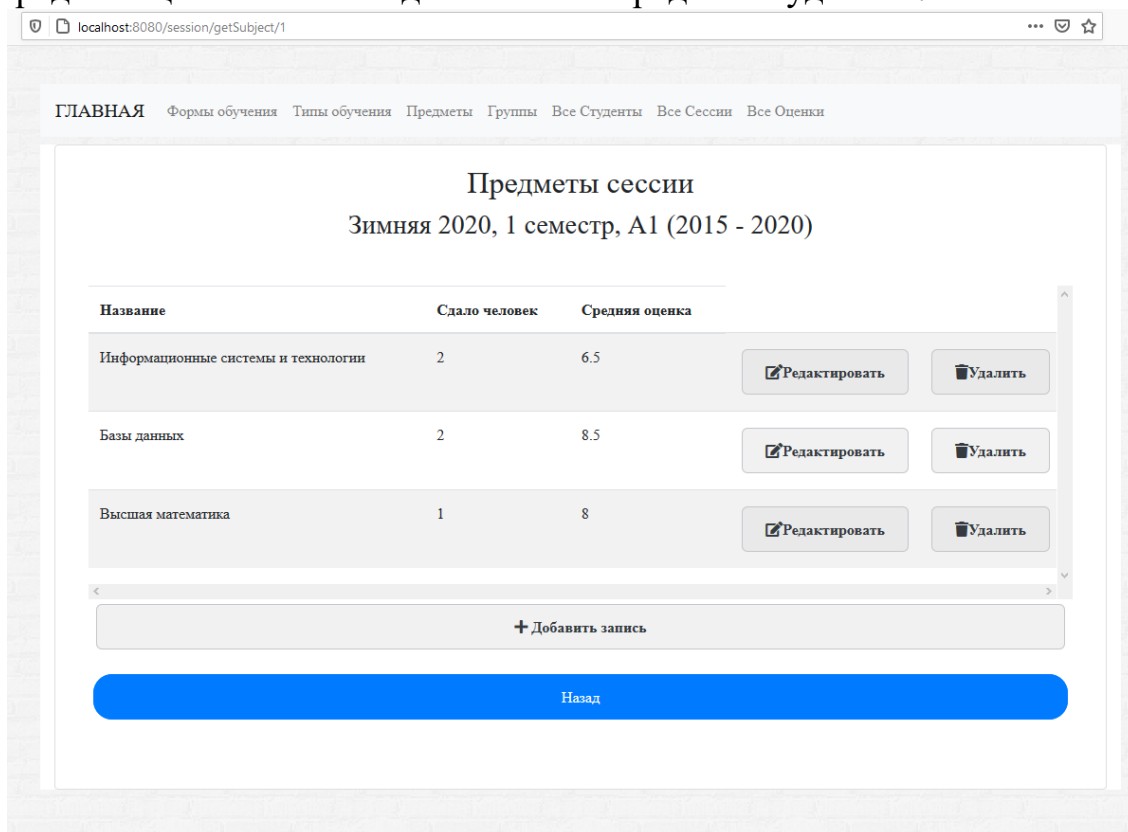 localhost:8080/session/getSubject/1
ГЛАВНАЯ Формы обучения Типы обучения Предметы Группы Все Студенты Все Сессии Все Оценки
Предметы сессии
Зимняя 2020, 1 семестр, А1 (2015 - 2020)
Название Сдало человек Средняя оценка
Информационные системы и технологии 2 6.5 Редактировать Удалить
Базы данных 2 8.5 Редактировать Удалить
Высшая математика 1 8 Редактировать Удалить
Добавить запись
Назад